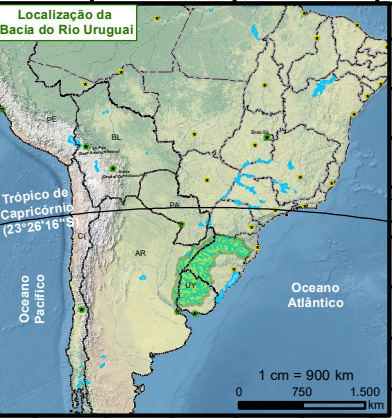 Localização da
Bacia do Rio Uruguai
PE
BL
Trópico de
Capricórnio
(23°26'16"S)
PA
AR
UY
Oceano
Pacífico
Oceano
Atlântico
1 cm = 900 km
0 750 1.500
km